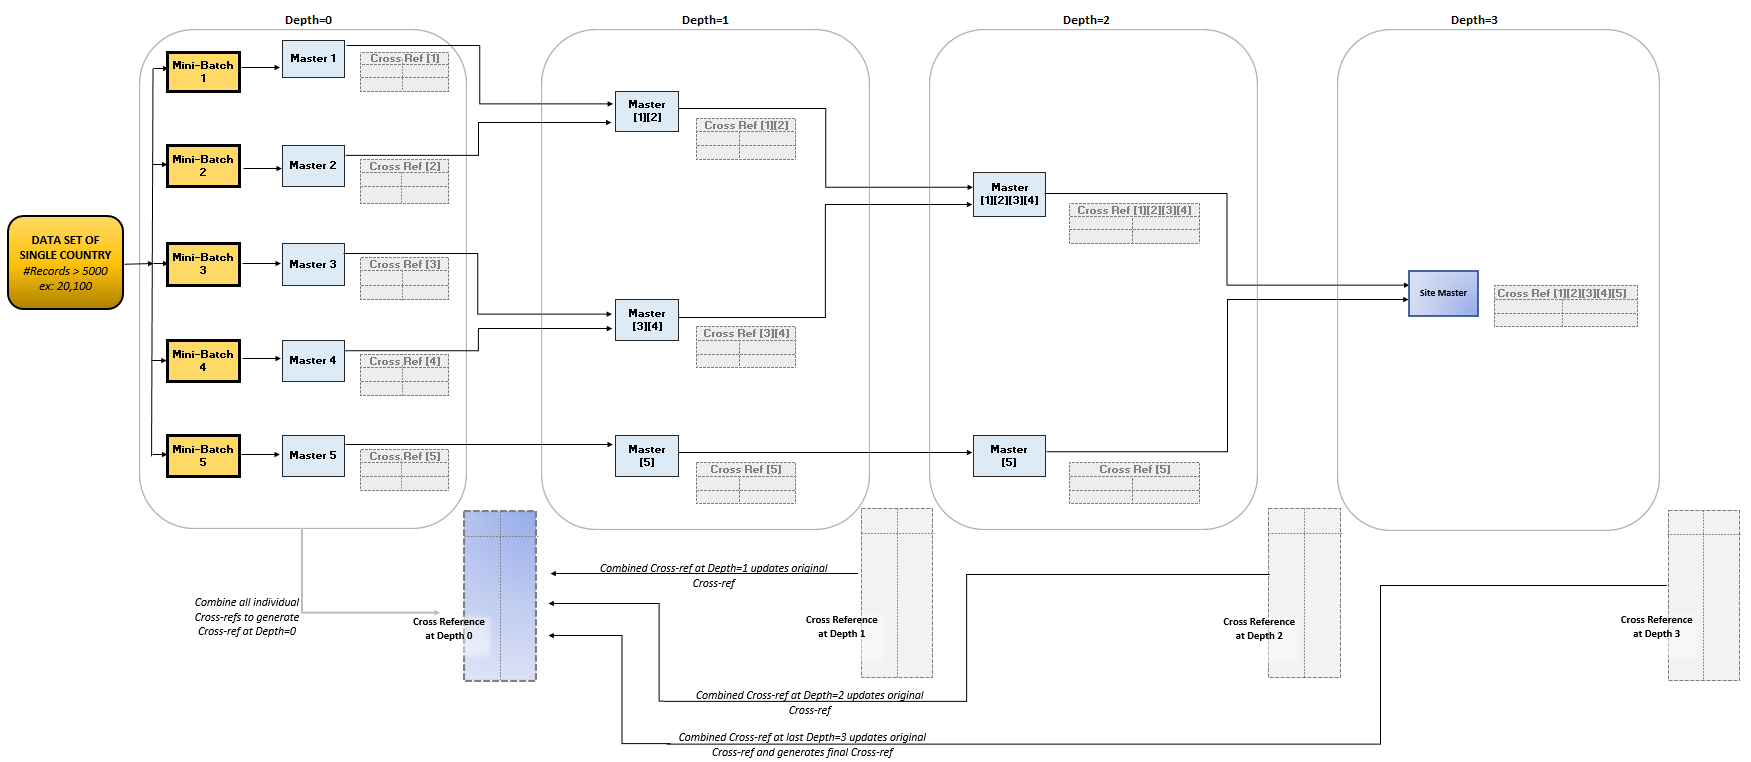 Depth=0
Depth=1
Depth=2
Depth=3
DATA SET OF
SINGLE COUNTRY
#Records > 5000
ex: 20,100
Mini-Batch
1
Master 1
Cross Ref [1]
Mini-Batch
2
Master 2
Cross Ref [2]
Mini-Batch
3
Master 3
Cross Ref [3]
Mini-Batch
4
Master 4
Cross Ref [4]
Mini-Batch
5
Master 5
Cross Ref [5]
Master
[1][2]
Cross Ref [1][2]
Master
[3][4]
Cross Ref [3][4]
Master
[5]
Cross Ref [5]
Master
[1][2][3][4]
Cross Ref [1][2][3][4]
Master
[5]
Cross Ref [5]
Site Master
Cross Ref [1][2][3][4][5]
Combine all individual
Cross-refs to generate
Cross-ref at Depth=0
Cross Reference
at Depth 0
Combined Cross-ref at Depth=1 updates original
Cross-ref
Cross Reference
at Depth 1
Combined Cross-ref at Depth=2 updates original
Cross-ref
Cross Reference
at Depth 2
Combined Cross-ref at last Depth=3 updates original
Cross-ref and generates final Cross-ref
Cross Reference
at Depth 3